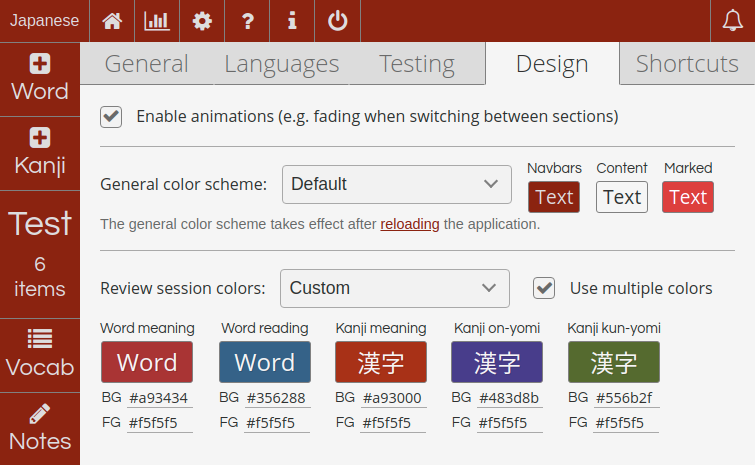 Japanese
?
i
Word
Kanji
Test
6
items
Vocab
Notes
General Languages Testing Design Shortcuts
Enable animations (e.g. fading when switching between sections)
Navbars Content Marked
General color scheme: Default Text Text Text
The general color scheme takes effect after reloading the application.
Review session colors: Custom Use multiple colors
Word meaning Word reading Kanji meaning Kanji on-yomi Kanji kun-yomi
Word Word 漢字 漢字 漢字
BG #a93434 BG #356288 BG #a93000 BG #483d8b BG #556b2f
FG #f5f5f5 FG #f5f5f5 FG #f5f5f5 FG #f5f5f5 FG #f5f5f5